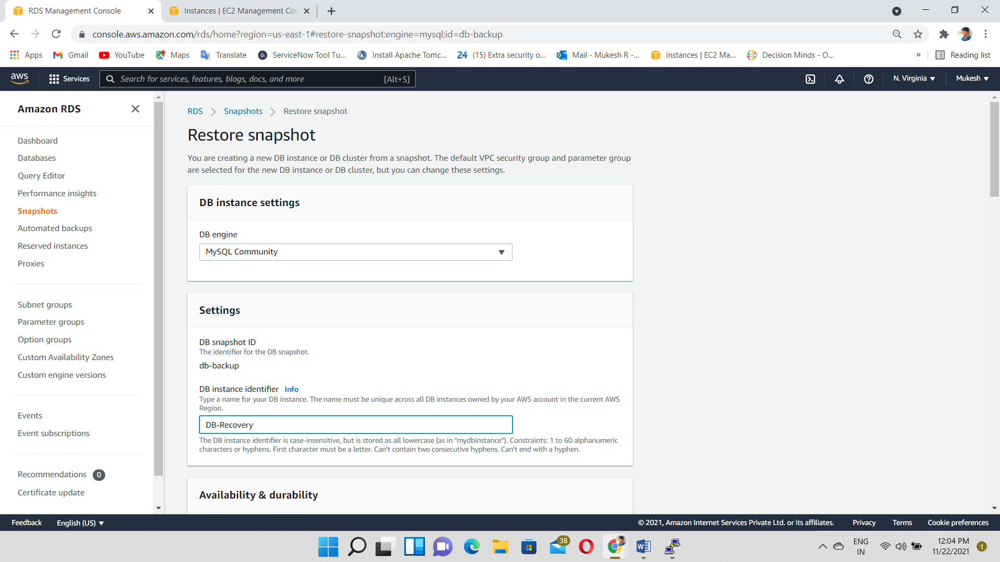 RDS Management Console
Instances | EC2 Management Con
console.aws.amazon.com/rds/home?region=us-east-1#restore-snapshot:engine=mysql;id=db-backup
Apps
Gmail
YouTube
Maps
Translate
ServiceNow Tool Tu...
Install Apache Tomc...
24 (15) Extra security o...
Mail - Mukesh R -...
Instances | EC2 Ma...
Decision Minds - O...
»
Reading list
aws
Services
Search for services, features, blogs, docs, and more
[Alt+S]
N. Virginia
Mukesh
Amazon RDS
Dashboard
Databases
Query Editor
Performance insights
Snapshots
Automated backups
Reserved instances
Proxies
Subnet groups
Parameter groups
Option groups
Custom Availability Zones
Custom engine versions
Events
Event subscriptions
Recommendations 0
Certificate update
RDS > Snapshots > Restore snapshot
Restore snapshot
You are creating a new DB instance or DB cluster from a snapshot. The default VPC security group and parameter group
are selected for the new DB instance or DB cluster, but you can change these settings.
DB instance settings
DB engine
MySQL Community
Settings
DB snapshot ID
The identifier for the DB snapshot.
db-backup
DB instance identifier Info
Type a name for your DB instance. The name must be unique across all DB instances owned by your AWS account in the current AWS
Region.
DB-Recovery
The DB instance identifier is case-insensitive, but is stored as all lowercase (as in "mydbinstance"). Constraints: 1 to 60 alphanumeric
characters or hyphens. First character must be a letter. Can't contain two consecutive hyphens. Can't end with a hyphen.
Availability & durability
Feedback
English (US)
© 2021, Amazon Internet Services Private Ltd. or its affiliates.
Privacy
Terms
Cookie preferences
38
ENG
IN
12:04 PM
11/22/2021
1